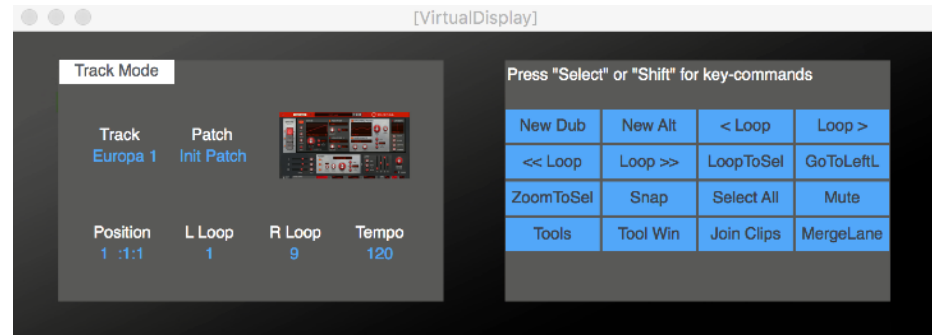 [VirtualDisplay]
Track Mode
Track Patch
Europa 1 Init Patch
Position L Loop R Loop Tempo
1 :1:1 1 9 120
Press "Select" or "Shift" for key-commands
New Dub New Alt < Loop Loop >
<< Loop Loop >> LoopToSel GoToLeftL
ZoomToSel Snap Select All Mute
Tools Tool Win Join Clips MergeLane